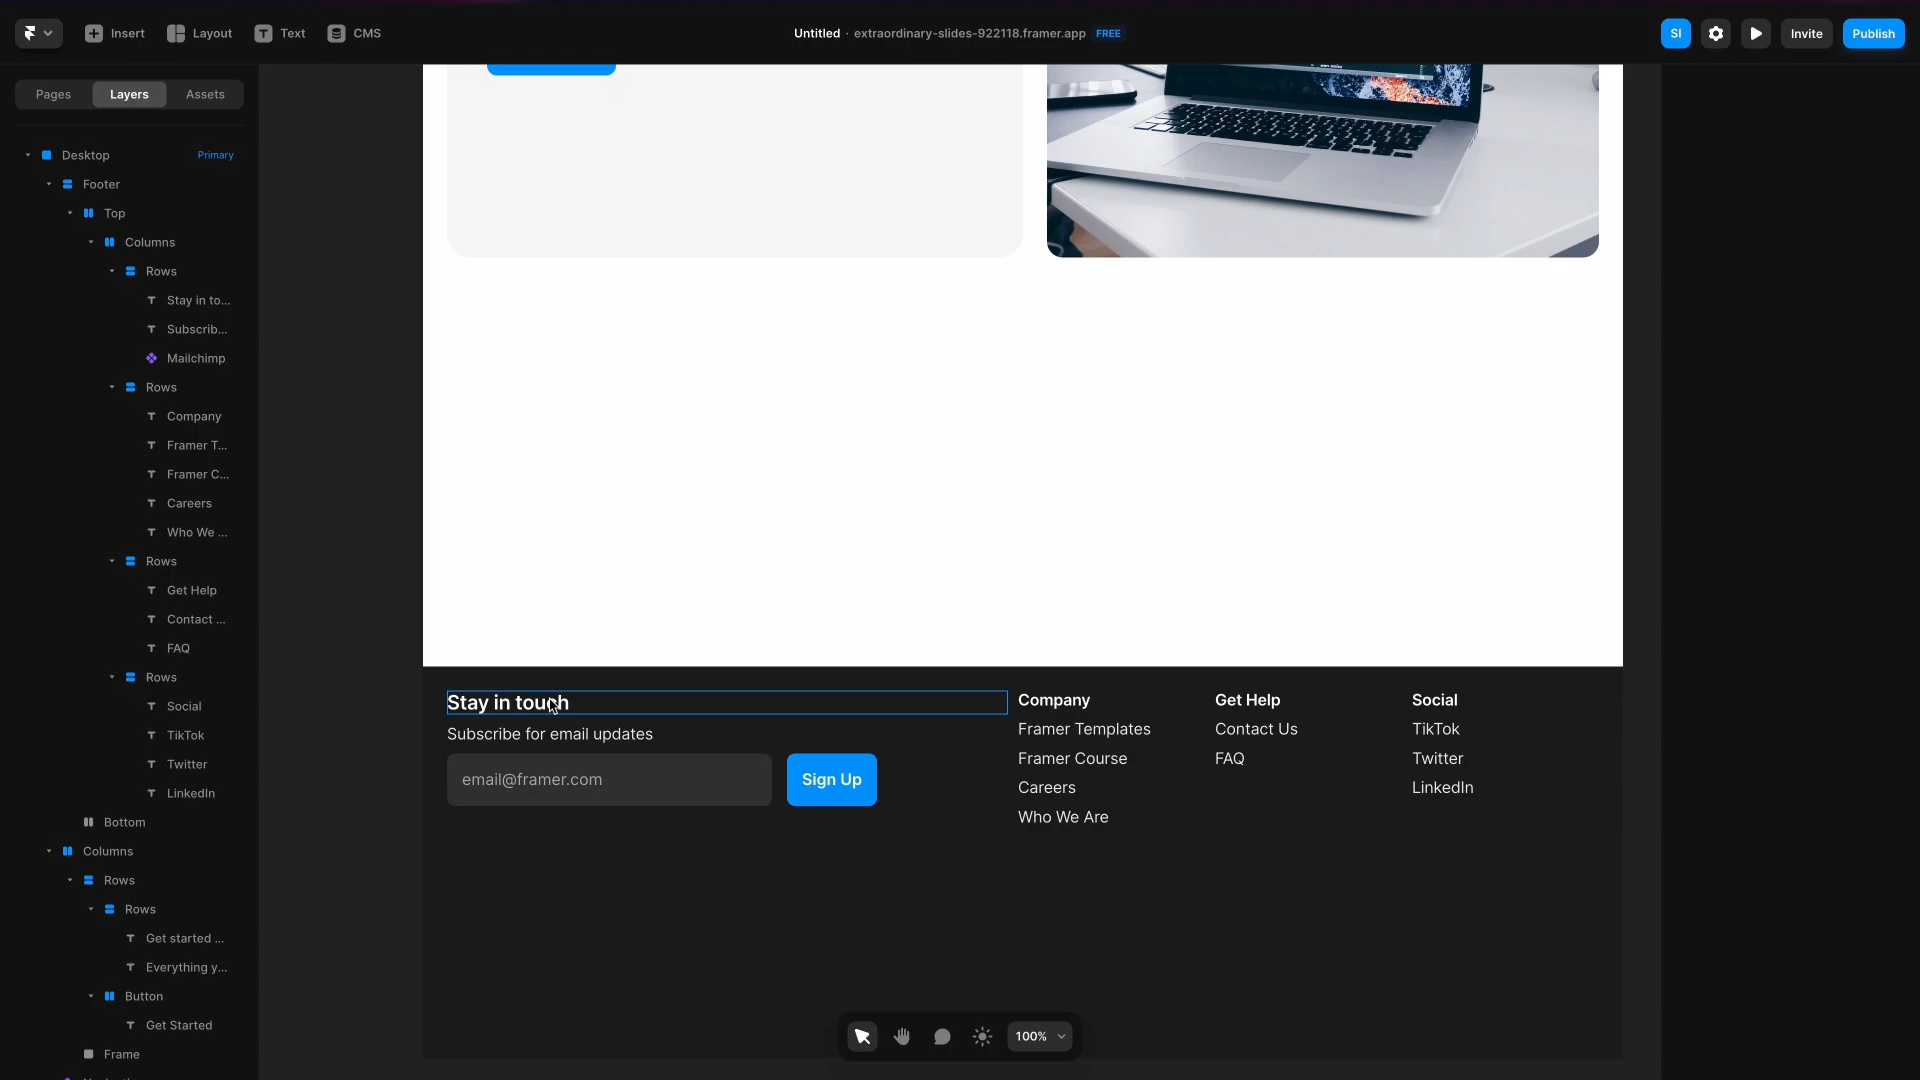 Insert
Layout
Text
CMS
Untitled · extraordinary-slides-922118.framer.app FREE
SI
Invite
Publish
Pages
Layers
Assets
Desktop
Primary
Footer
Top
Columns
Rows
Stay in to...
Subscrib...
Mailchimp
Rows
Company
Framer T...
Framer C...
Careers
Who We ...
Rows
Get Help
Contact ...
FAQ
Rows
Social
TikTok
Twitter
LinkedIn
Bottom
Columns
Rows
Rows
Get started ...
Everything y...
Button
Get Started
Frame
Stay in touch
Subscribe for email updates
email@framer.com
Sign Up
Company
Framer Templates
Framer Course
Careers
Who We Are
Get Help
Contact Us
FAQ
Social
TikTok
Twitter
LinkedIn
100%